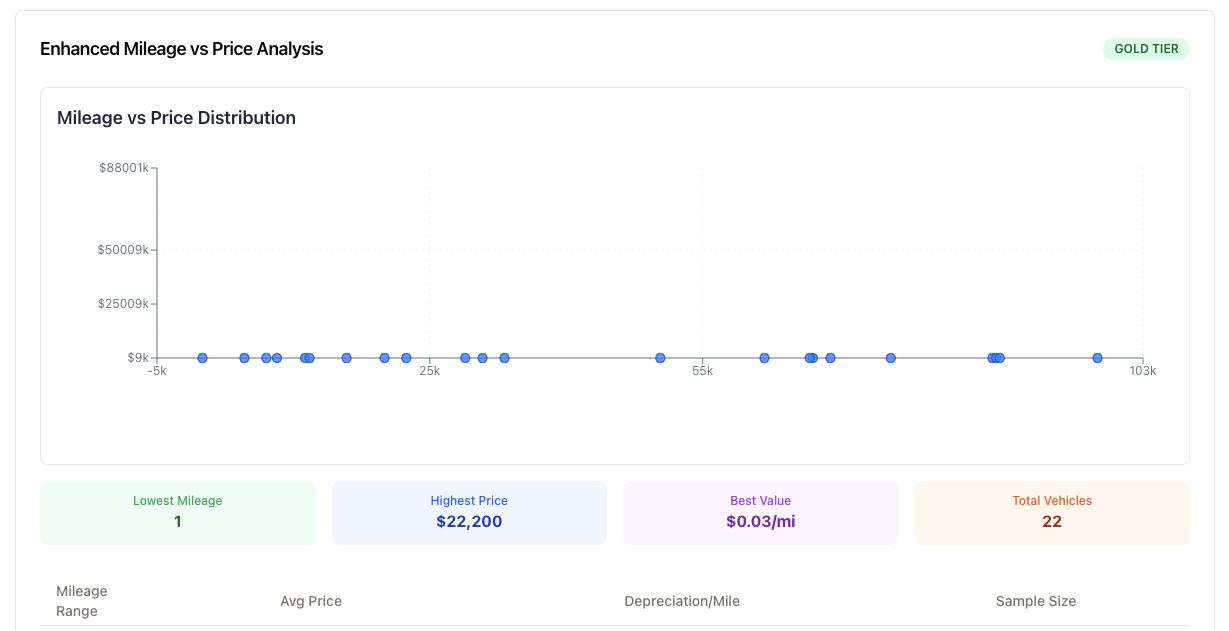 Enhanced Mileage vs Price Analysis
GOLD TIER
Mileage vs Price Distribution
$88001k
$50009k
$25009k
$9k
-5k
25k
55k
103k
Lowest Mileage
1
Highest Price
$22,200
Best Value
$0.03/mi
Total Vehicles
22
Mileage
Range
Avg Price
Depreciation/Mile
Sample Size